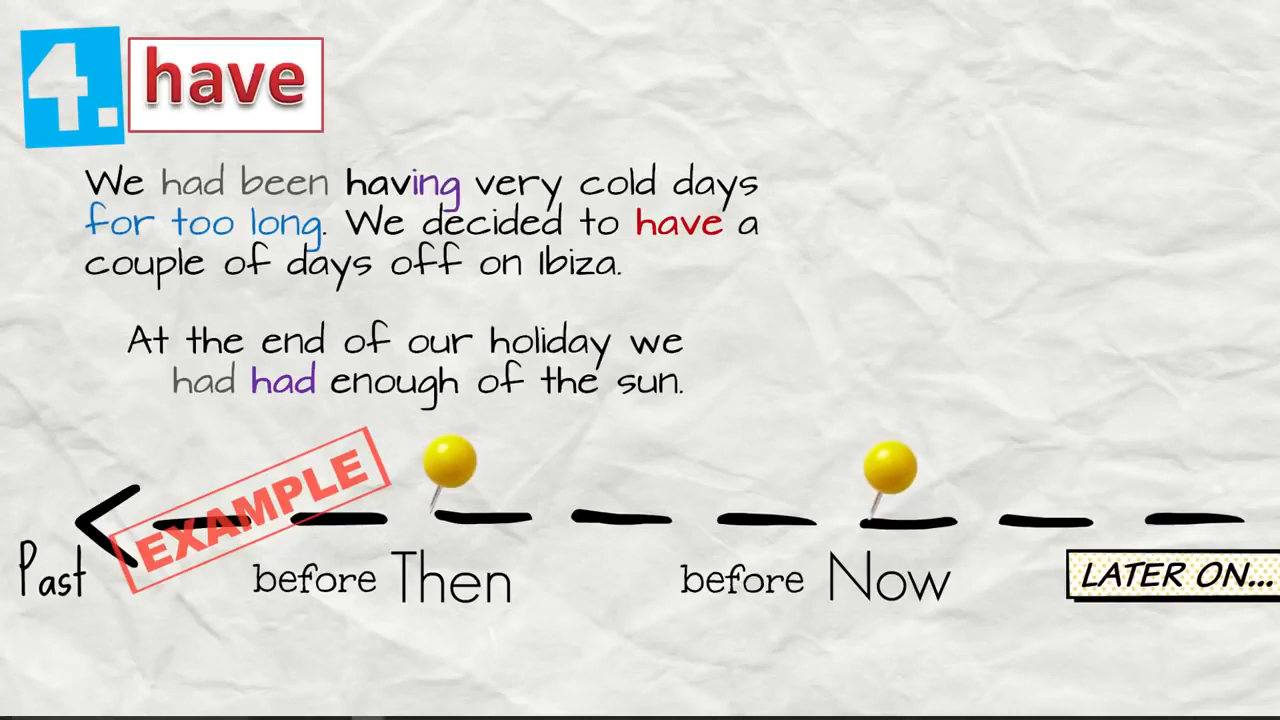 4. have
We had been having very cold days
for too long. We decided to have a
couple of days off on Ibiza.
At the end of our holiday we
had had enough of the sun.
EXAMPLE
Past before Then before Now LATER ON...